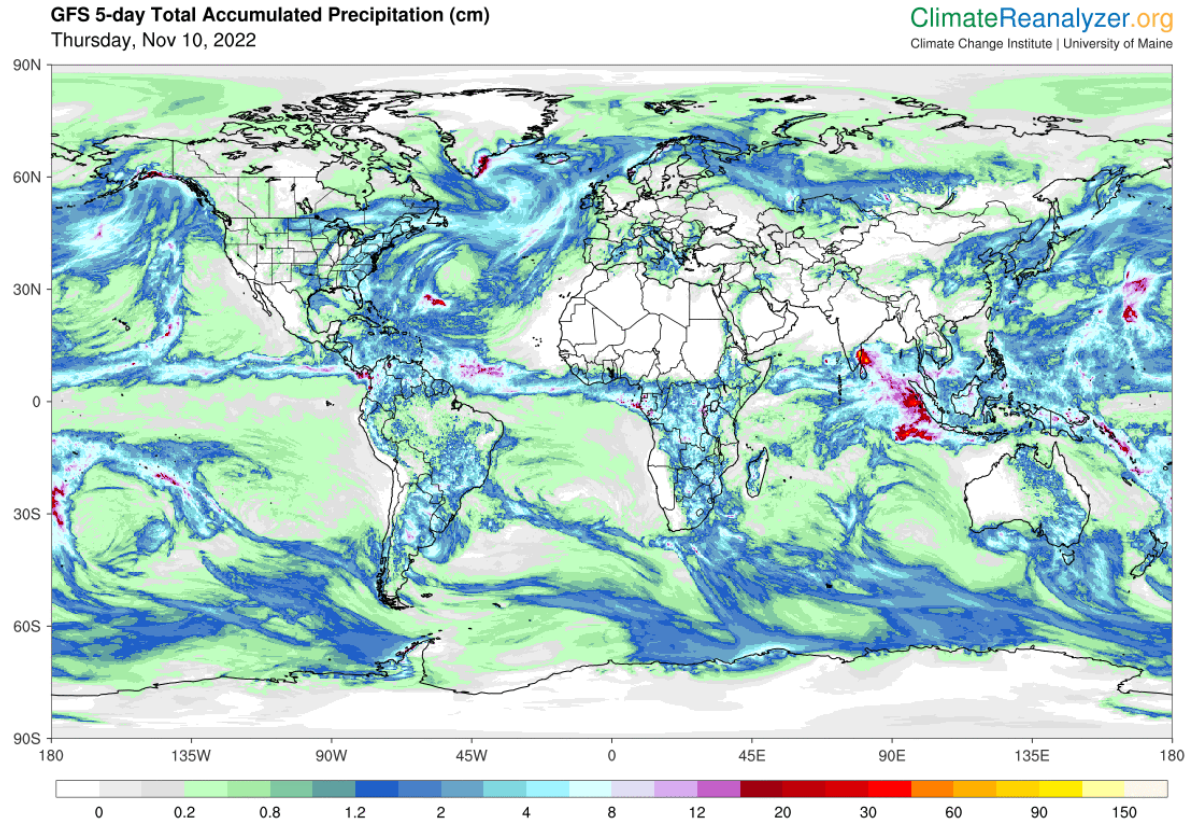 GFS 5-day Total Accumulated Precipitation (cm)
Thursday, Nov 10, 2022
ClimateReanalyzer.org
Climate Change Institute | University of Maine
90N
60N
30N
0
30S
60S
90S
180 135W 90W 45W 0 45E 90E 135E 180
0 0.2 0.8 1.2 2 4 8 12 20 30 60 90 150